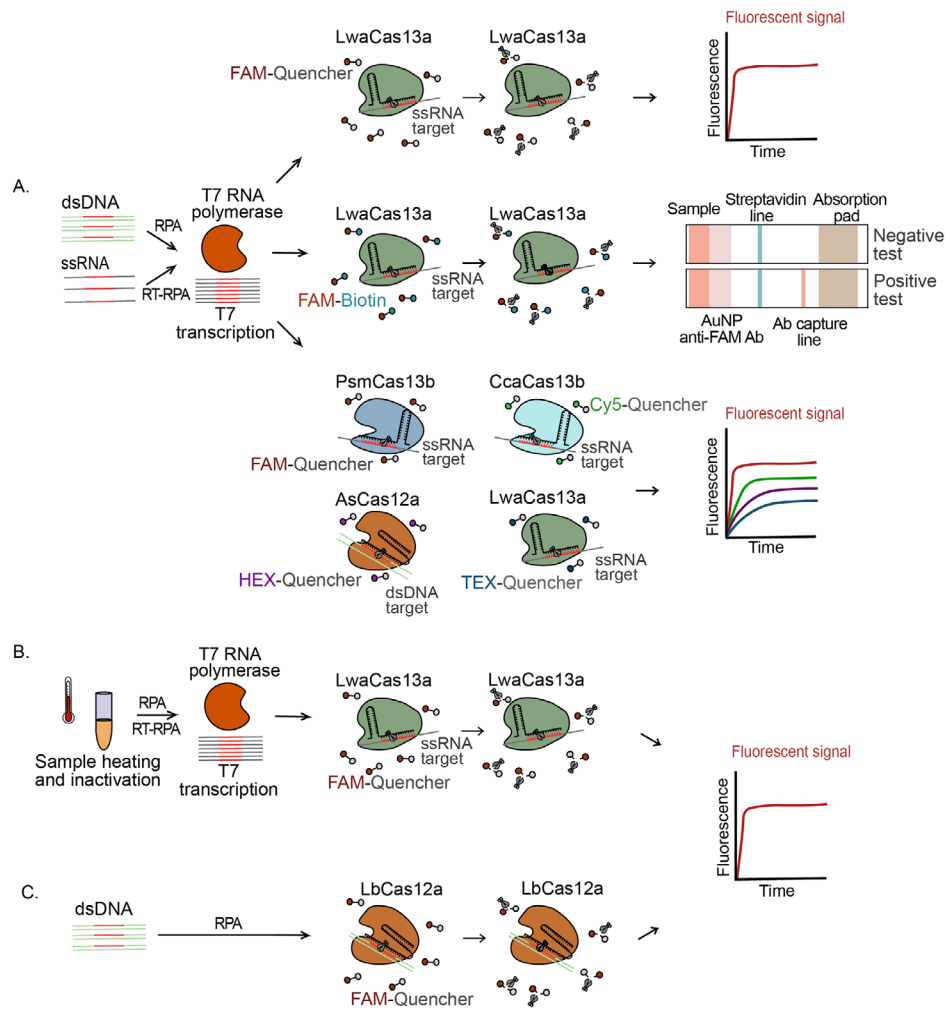 A.
dsDNA
RPA
ssRNA
RT-RPA
T7 RNA
polymerase
T7
transcription
LwaCas13a
FAM-Quencher
ssRNA
target
LwaCas13a
Fluorescent signal
Fluorescence
Time
LwaCas13a
FAM-Biotin
ssRNA
target
LwaCas13a
Sample
Streptavidin
line
Absorption
pad
Negative
test
Positive
test
AuNP
anti-FAM Ab
Ab capture
line
PsmCas13b
FAM-Quencher
ssRNA
target
CcaCas13b
Cy5-Quencher
ssRNA
target
AsCas12a
HEX-Quencher
dsDNA
target
LwaCas13a
TEX-Quencher
ssRNA
target
Fluorescent signal
Fluorescence
Time
B.
Sample heating
and inactivation
RPA
RT-RPA
T7 RNA
polymerase
T7
transcription
LwaCas13a
ssRNA
target
FAM-Quencher
LwaCas13a
Fluorescent signal
Fluorescence
Time
C.
dsDNA
RPA
LbCas12a
FAM-Quencher
LbCas12a